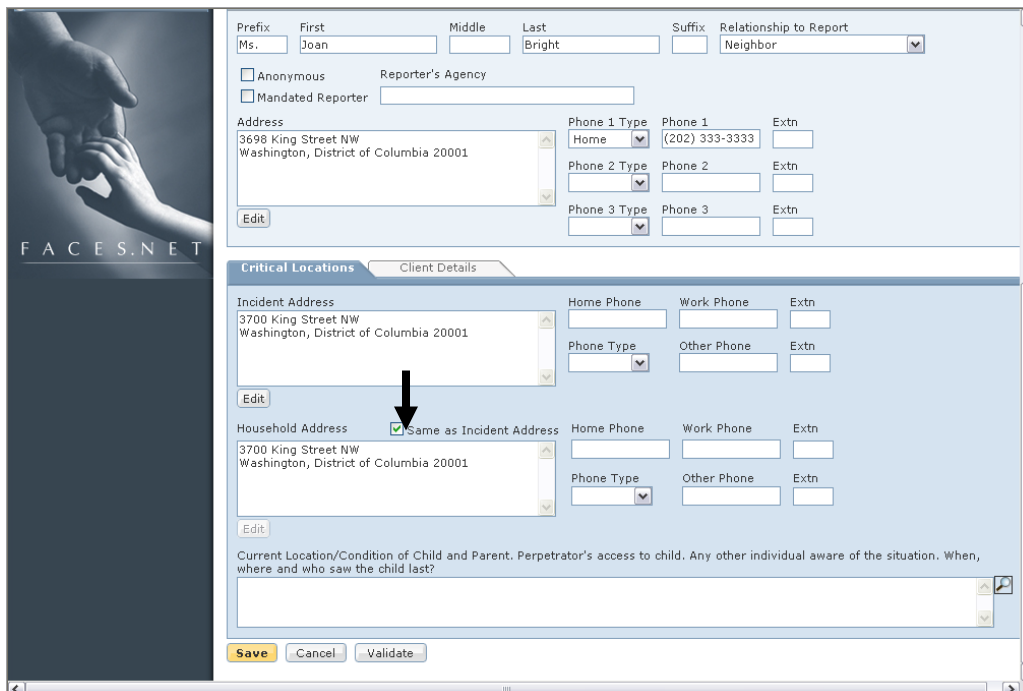 Prefix First Middle Last Suffix Relationship to Report
Ms. Joan Bright Neighbor
Anonymous Reporter's Agency
Mandated Reporter
Address Phone 1 Type Phone 1 Extn
3698 King Street NW Home (202) 333-3333
Washington, District of Columbia 20001
Phone 2 Type Phone 2 Extn
Phone 3 Type Phone 3 Extn
Edit
FACES.NET
Critical Locations Client Details
Incident Address Home Phone Work Phone Extn
3700 King Street NW
Washington, District of Columbia 20001
Phone Type Other Phone Extn
Edit
Household Address Same as Incident Address Home Phone Work Phone Extn
3700 King Street NW
Washington, District of Columbia 20001
Phone Type Other Phone Extn
Edit
Current Location/Condition of Child and Parent. Perpetrator's access to child. Any other individual aware of the situation. When,
where and who saw the child last?
Save Cancel Validate